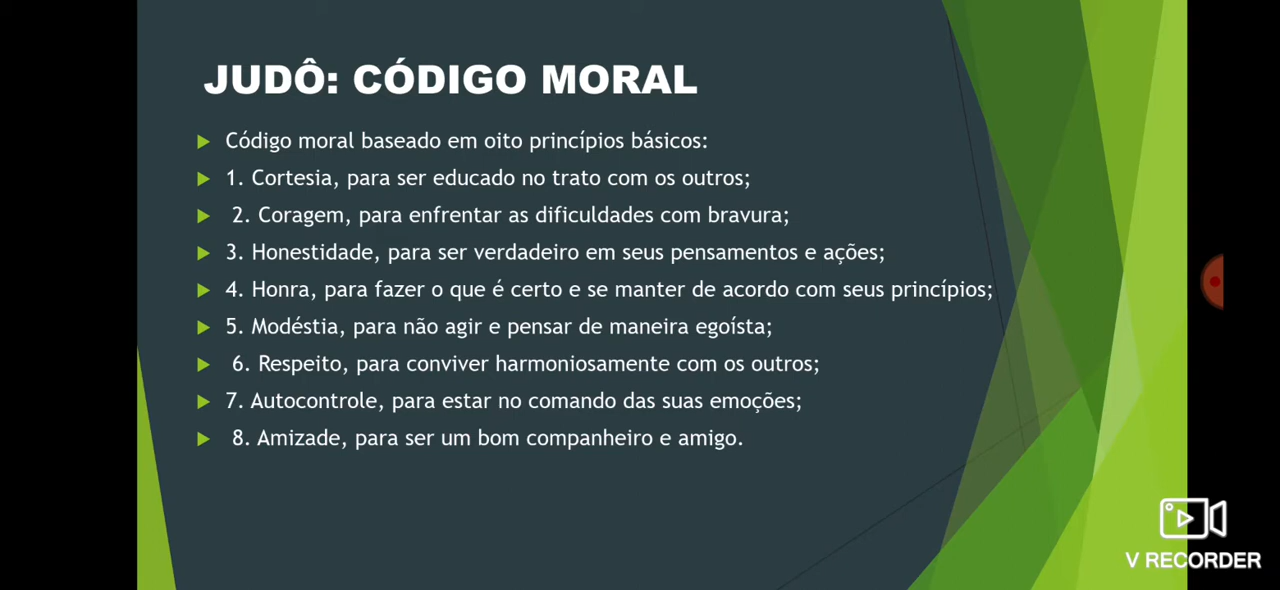 JUDÔ: CÓDIGO MORAL
Código moral baseado em oito princípios básicos:
1. Cortesia, para ser educado no trato com os outros;
2. Coragem, para enfrentar as dificuldades com bravura;
3. Honestidade, para ser verdadeiro em seus pensamentos e ações;
4. Honra, para fazer o que é certo e se manter de acordo com seus princípios;
5. Modéstia, para não agir e pensar de maneira egoísta;
6. Respeito, para conviver harmoniosamente com os outros;
7. Autocontrole, para estar no comando das suas emoções;
8. Amizade, para ser um bom companheiro e amigo.
V RECORDER